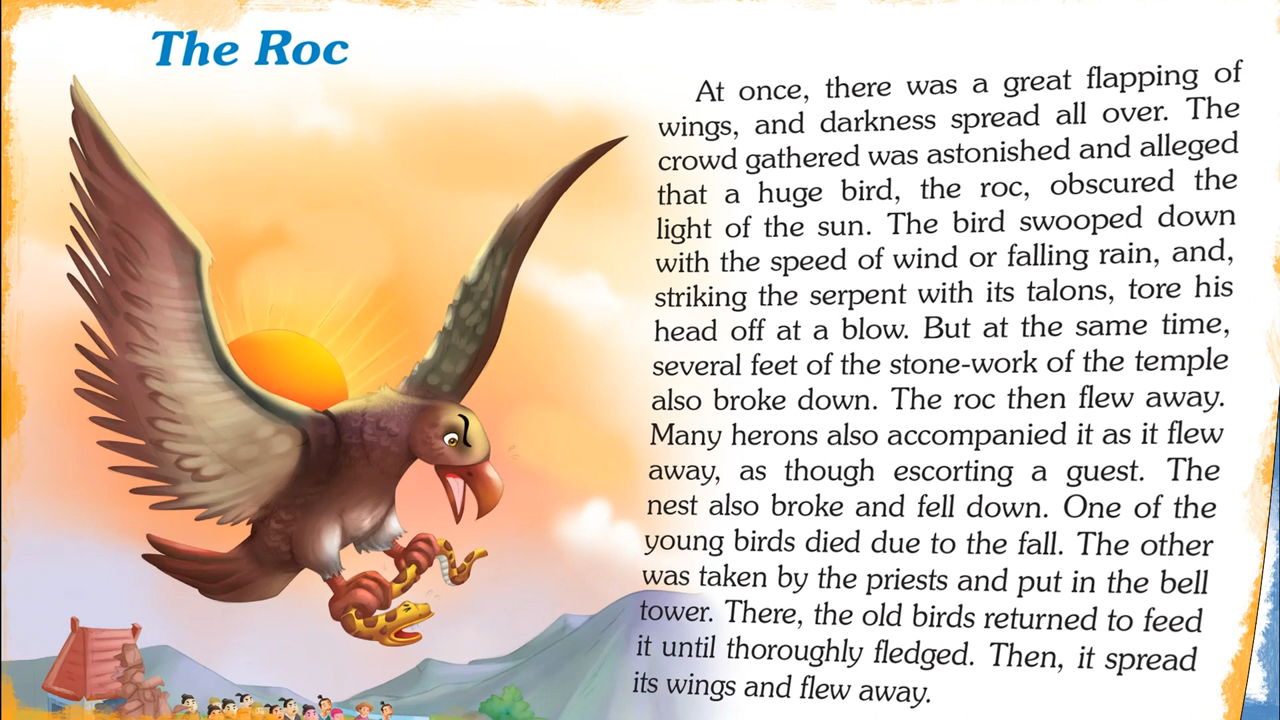 The Roc
At once, there was a great flapping of
wings, and darkness spread all over. The
crowd gathered was astonished and alleged
that a huge bird, the roc, obscured the
light of the sun. The bird swooped down
with the speed of wind or falling rain, and,
striking the serpent with its talons, tore his
head off at a blow. But at the same time,
several feet of the stone-work of the temple
also broke down. The roc then flew away.
Many herons also accompanied it as it flew
away, as though escorting a guest. The
nest also broke and fell down. One of the
young birds died due to the fall. The other
was taken by the priests and put in the bell
tower. There, the old birds returned to feed
it until thoroughly fledged. Then, it spread
its wings and flew away.